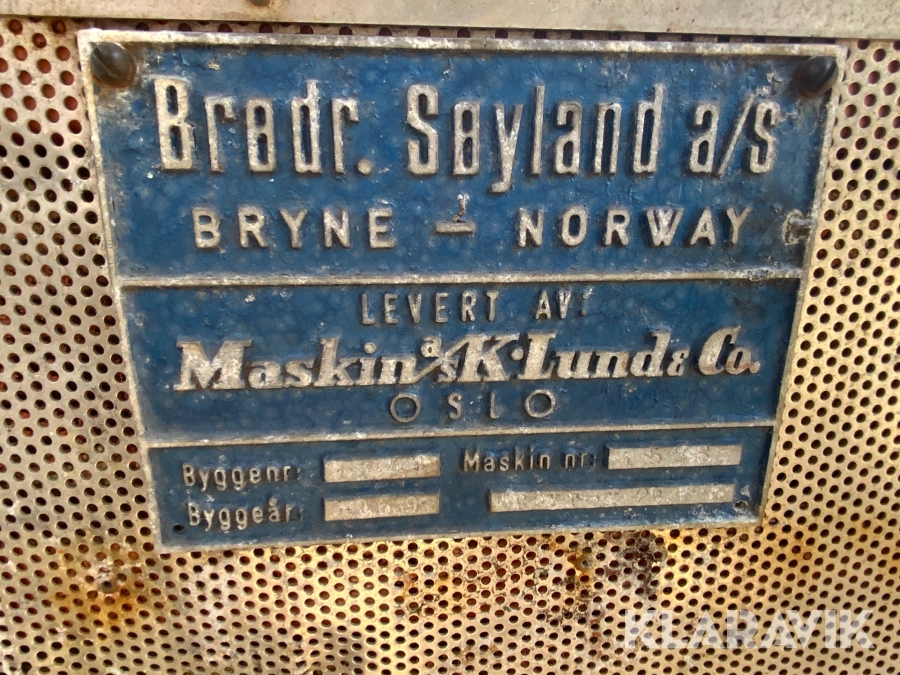 Brødr. Søyland a/s
BRYNE - NORWAY
LEVERT AV:
Maskin a/s K. Lund & Co.
OSLO
Byggenr: Maskin nr:
Byggeår:
KLARAVIK